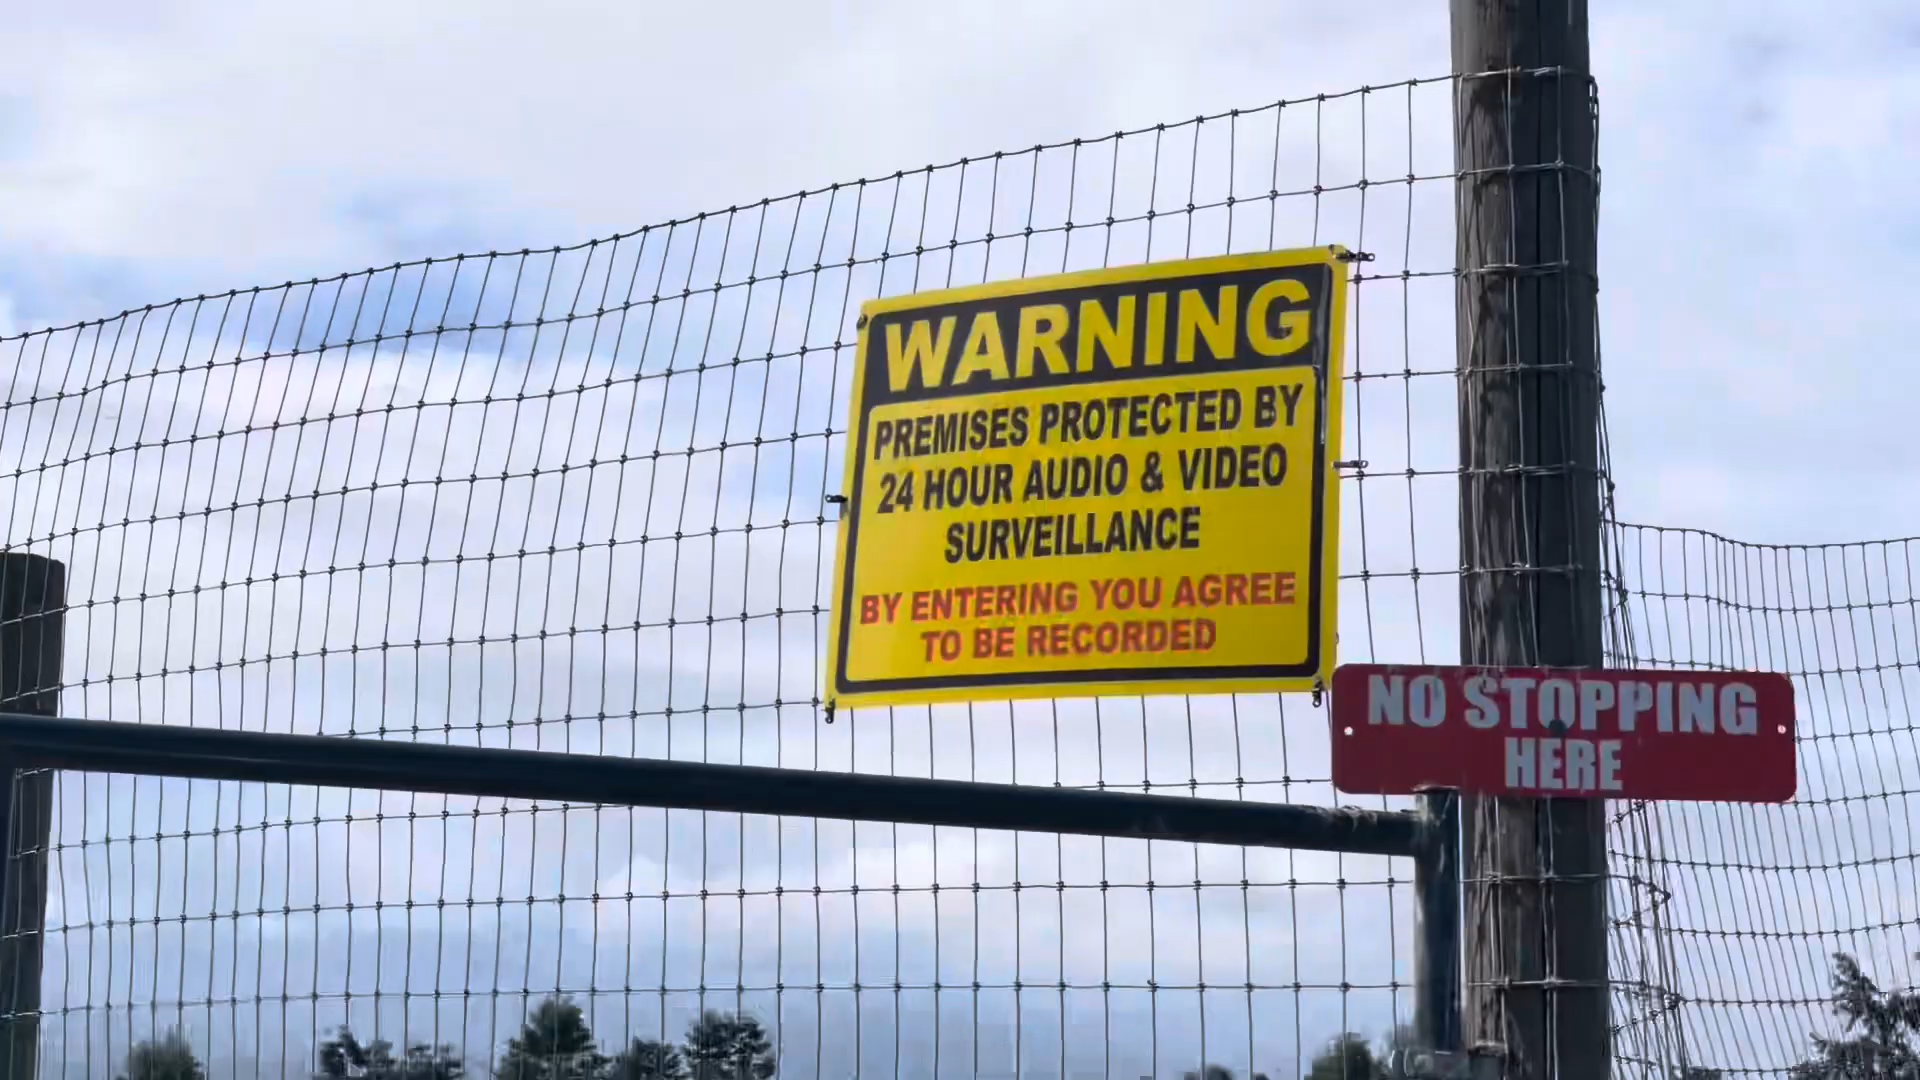 WARNING
PREMISES PROTECTED BY
24 HOUR AUDIO & VIDEO
SURVEILLANCE
BY ENTERING YOU AGREE
TO BE RECORDED
NO STOPPING
HERE